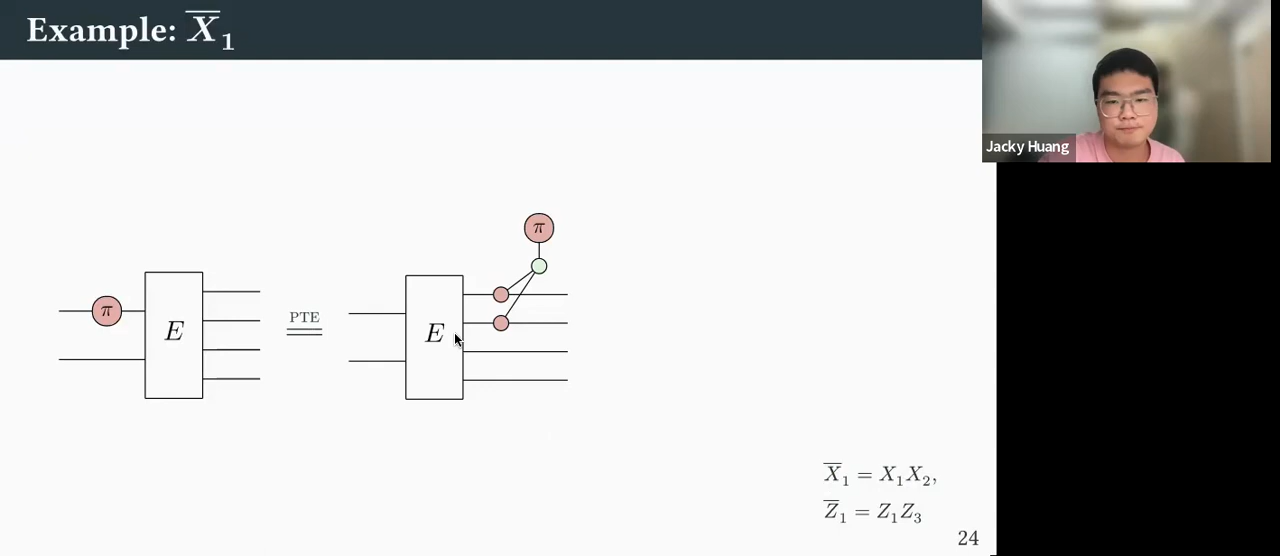 Example: X̅₁
Jacky Huang
π
π
E
PTE
E
X̅₁ = X₁X₂,
Z̅₁ = Z₁Z₃
24